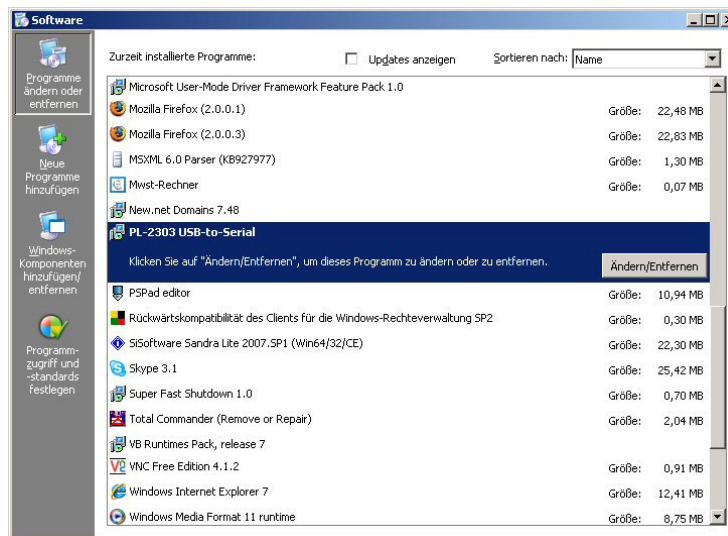 Software
Programme
ändern oder
entfernen
Neue
Programme
hinzufügen
Windows-
Komponenten
hinzufügen/
entfernen
Programm-
zugriff und
-standards
festlegen
Zurzeit installierte Programme: Updates anzeigen Sortieren nach: Name
Microsoft User-Mode Driver Framework Feature Pack 1.0
Mozilla Firefox (2.0.0.1) Größe: 22,48 MB
Mozilla Firefox (2.0.0.3) Größe: 22,83 MB
MSXML 6.0 Parser (KB927977) Größe: 1,30 MB
Mwst-Rechner Größe: 0,07 MB
New.net Domains 7.48
PL-2303 USB-to-Serial
Klicken Sie auf "Ändern/Entfernen", um dieses Programm zu ändern oder zu entfernen. Ändern/Entfernen
PSPad editor Größe: 10,94 MB
Rückwärtskompatibilität des Clients für die Windows-Rechteverwaltung SP2 Größe: 0,30 MB
SiSoftware Sandra Lite 2007.SP1 (Win64/32/CE) Größe: 22,30 MB
Skype 3.1 Größe: 25,42 MB
Super Fast Shutdown 1.0 Größe: 0,70 MB
Total Commander (Remove or Repair) Größe: 2,04 MB
VB Runtimes Pack, release 7
VNC Free Edition 4.1.2 Größe: 0,91 MB
Windows Internet Explorer 7 Größe: 12,41 MB
Windows Media Format 11 runtime Größe: 8,75 MB